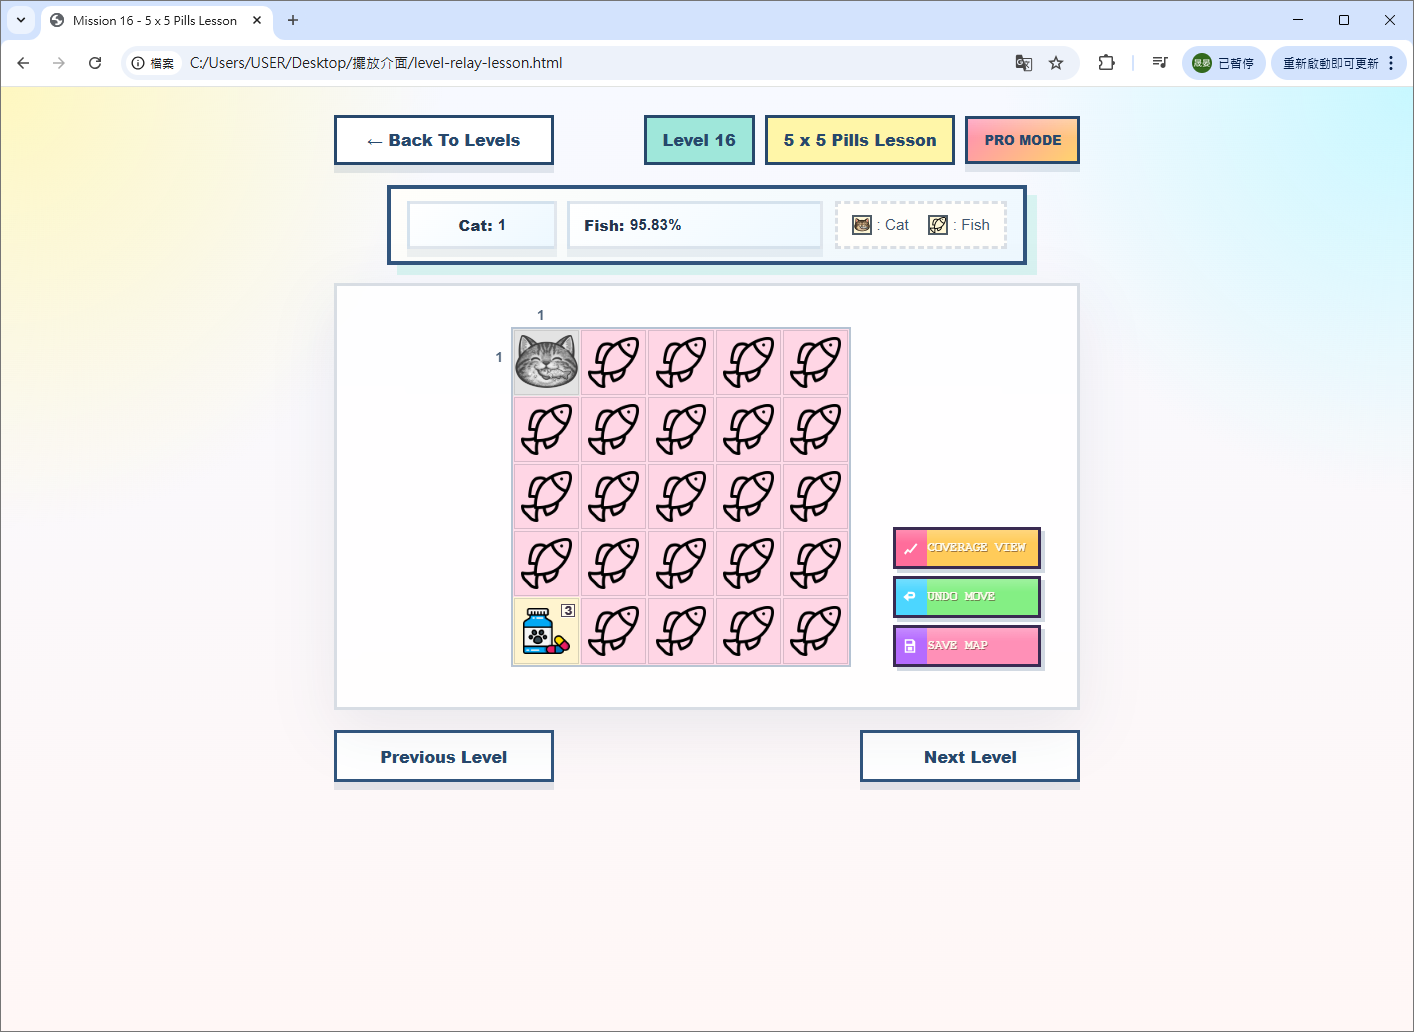 Mission 16 - 5 x 5 Pills Lesson
檔案
C:/Users/USER/Desktop/擺放介面/level-relay-lesson.html
晟晏
已暫停
重新啟動即可更新
← Back To Levels
Level 16
5 x 5 Pills Lesson
PRO MODE
Cat: 1
Fish: 95.83%
: Cat
: Fish
1
1
3
COVERAGE VIEW
UNDO MOVE
SAVE MAP
Previous Level
Next Level